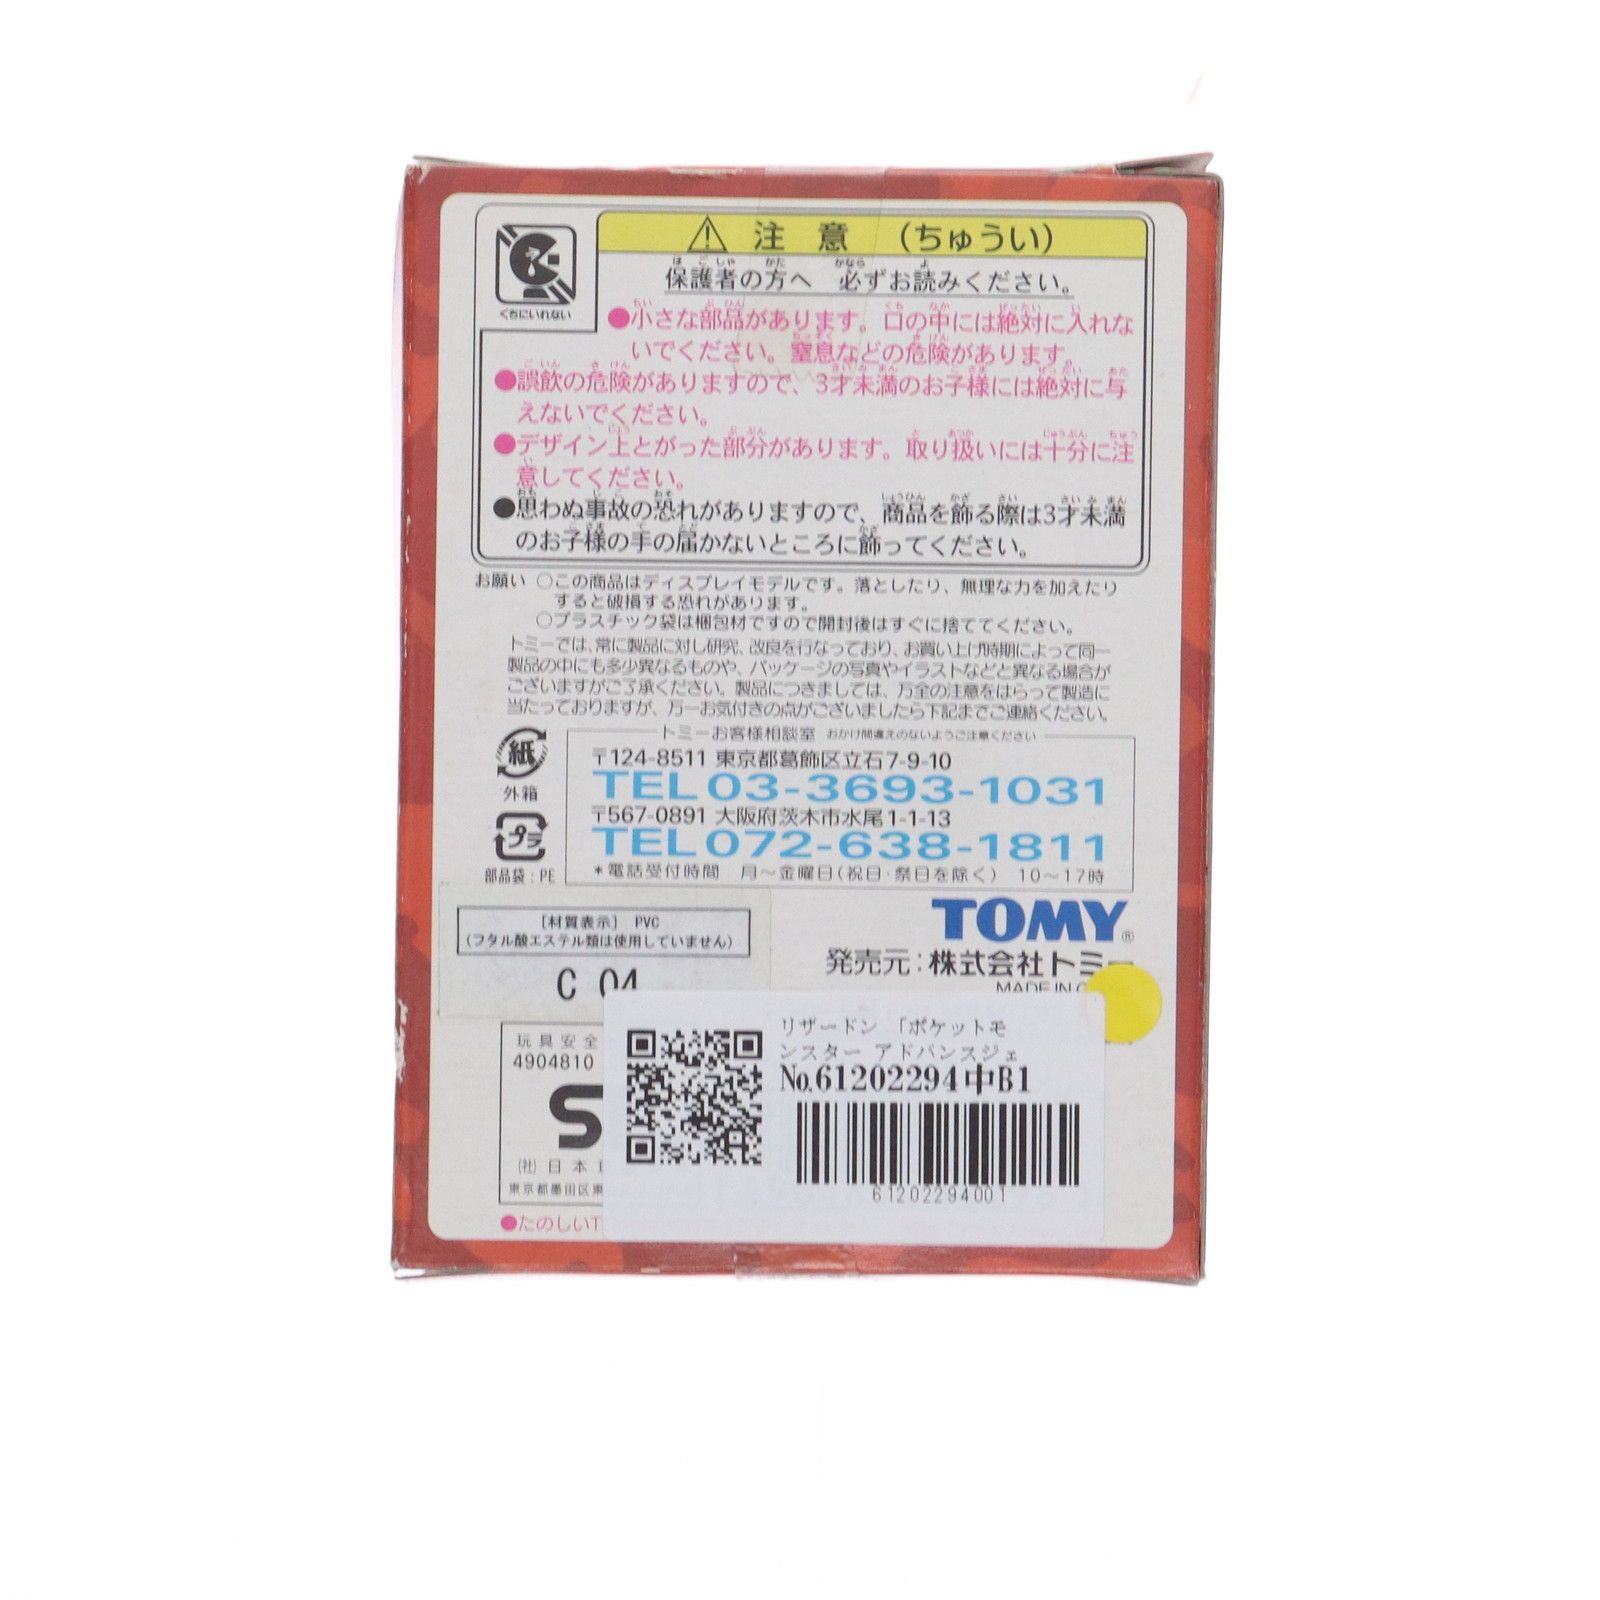 注意 (ちゅうい)
くちにいれない
保護者の方へ 必ずお読みください。
●小さな部品があります。口の中には絶対に入れな
いでください。窒息などの危険があります。
●誤飲の危険がありますので、3才未満のお子様には絶対に与
えないでください。
●デザイン上とがった部分があります。取り扱いには十分に注
意してください。
●思わぬ事故の恐れがありますので、商品を飾る際は3才未満
のお子様の手の届かないところに飾ってください。
お願い ○この商品はディスプレイモデルです。落としたり、無理な力を加えたり
すると破損する恐れがあります。
○プラスチック袋は梱包材ですので開封後はすぐに捨ててください。
トミーでは、常に製品に対し研究、改良を行なっており、お買い上げ時期によって同一
製品の中にも多少異なるものや、パッケージの写真やイラストなどと異なる場合が
ございますがご了承ください。製品につきましては、万全の注意をはらって製造に
当たっておりますが、万一お気付きの点がございましたら下記までご連絡ください。
トミーお客様相談室 おかけ間違えのないようご注意ください
〒124-8511 東京都葛飾区立石7-9-10
TEL 03-3693-1031
〒567-0891 大阪府茨木市水尾1-1-13
TEL 072-638-1811
*電話受付時間 月~金曜日(祝日・祭日を除く) 10~17時
紙
外箱
プラ
部品袋:PE
TOMY®
発売元:株式会社トミー
MADE IN C
[材質表示] PVC
(フタル酸エステル類は使用していません)
C 04
玩具安全
4904810
S
(社)日本
東京都墨田区東
●たのしいT
リザードン 「ポケットモ
ンスター アドバンスジェ
No.61202294中B1
61202294001